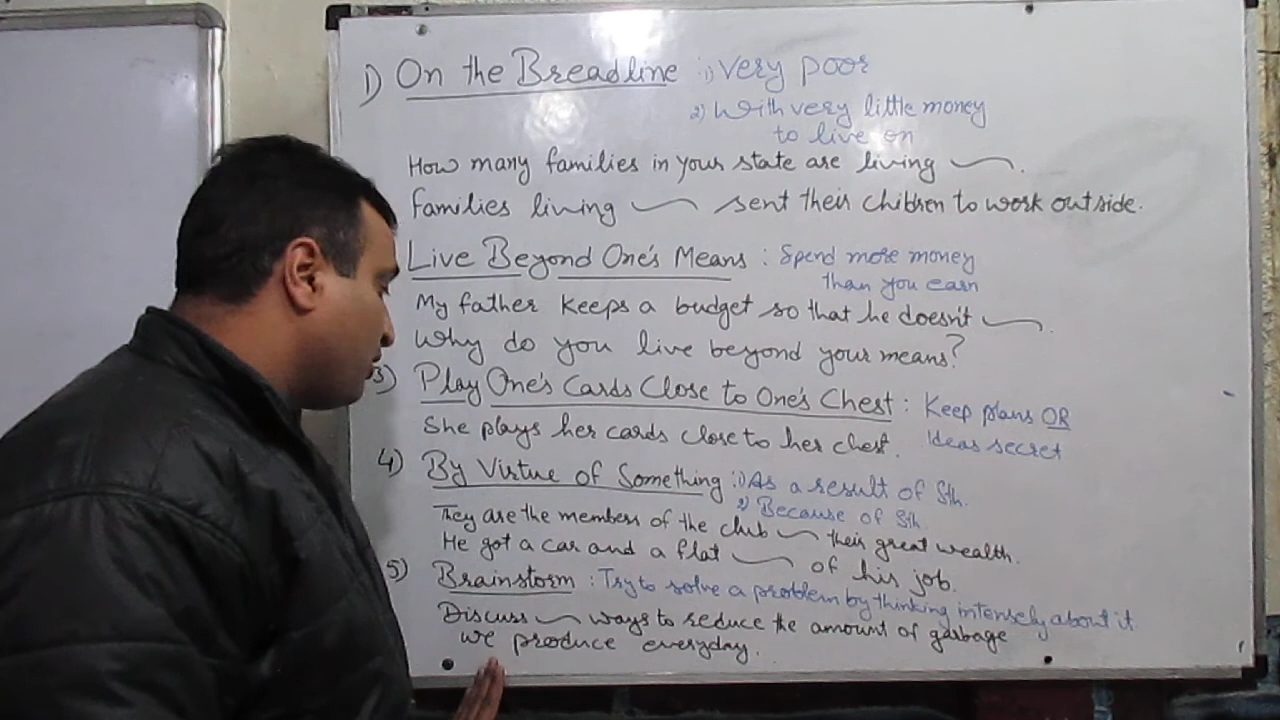 1) On the Breadline : 1) Very poor
2) With very little money
to live on
How many families in your state are living ⁓.
Families living ⁓ sent their children to work outside.
Live Beyond One's Means : Spend more money
than you earn
My father keeps a budget so that he doesn't ⁓.
Why do you live beyond your means?
3) Play One's Cards Close to One's Chest : Keep plans OR
She plays her cards close to her chest. Ideas secret
4) By Virtue of Something : 1) As a result of Sth.
2) Because of Sth.
They are the members of the club ⁓ their great wealth.
He got a car and a flat ⁓ of his job.
5) Brainstorm : Try to solve a problem by thinking intensely about it
Discuss ⁓ ways to reduce the amount of garbage
we produce everyday.